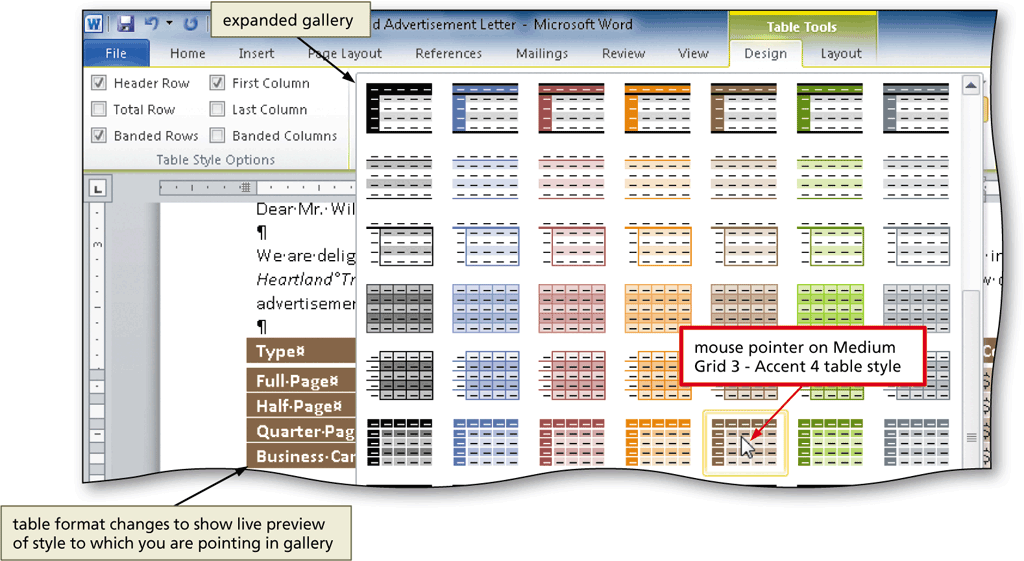 expanded gallery
d Advertisement Letter - Microsoft Word
Table Tools
File Home Insert Page Layout References Mailings Review View Design Layout
Header Row First Column
Total Row Last Column
Banded Rows Banded Columns
Table Style Options
L
3
Dear·Mr.·Wil
¶
We·are·delig
Heartland°Tr
advertisemen
¶
Type¤
Full·Page¤
Half·Page¤
Quarter·Pag
Business·Car
mouse pointer on Medium
Grid 3 - Accent 4 table style
table format changes to show live preview
of style to which you are pointing in gallery